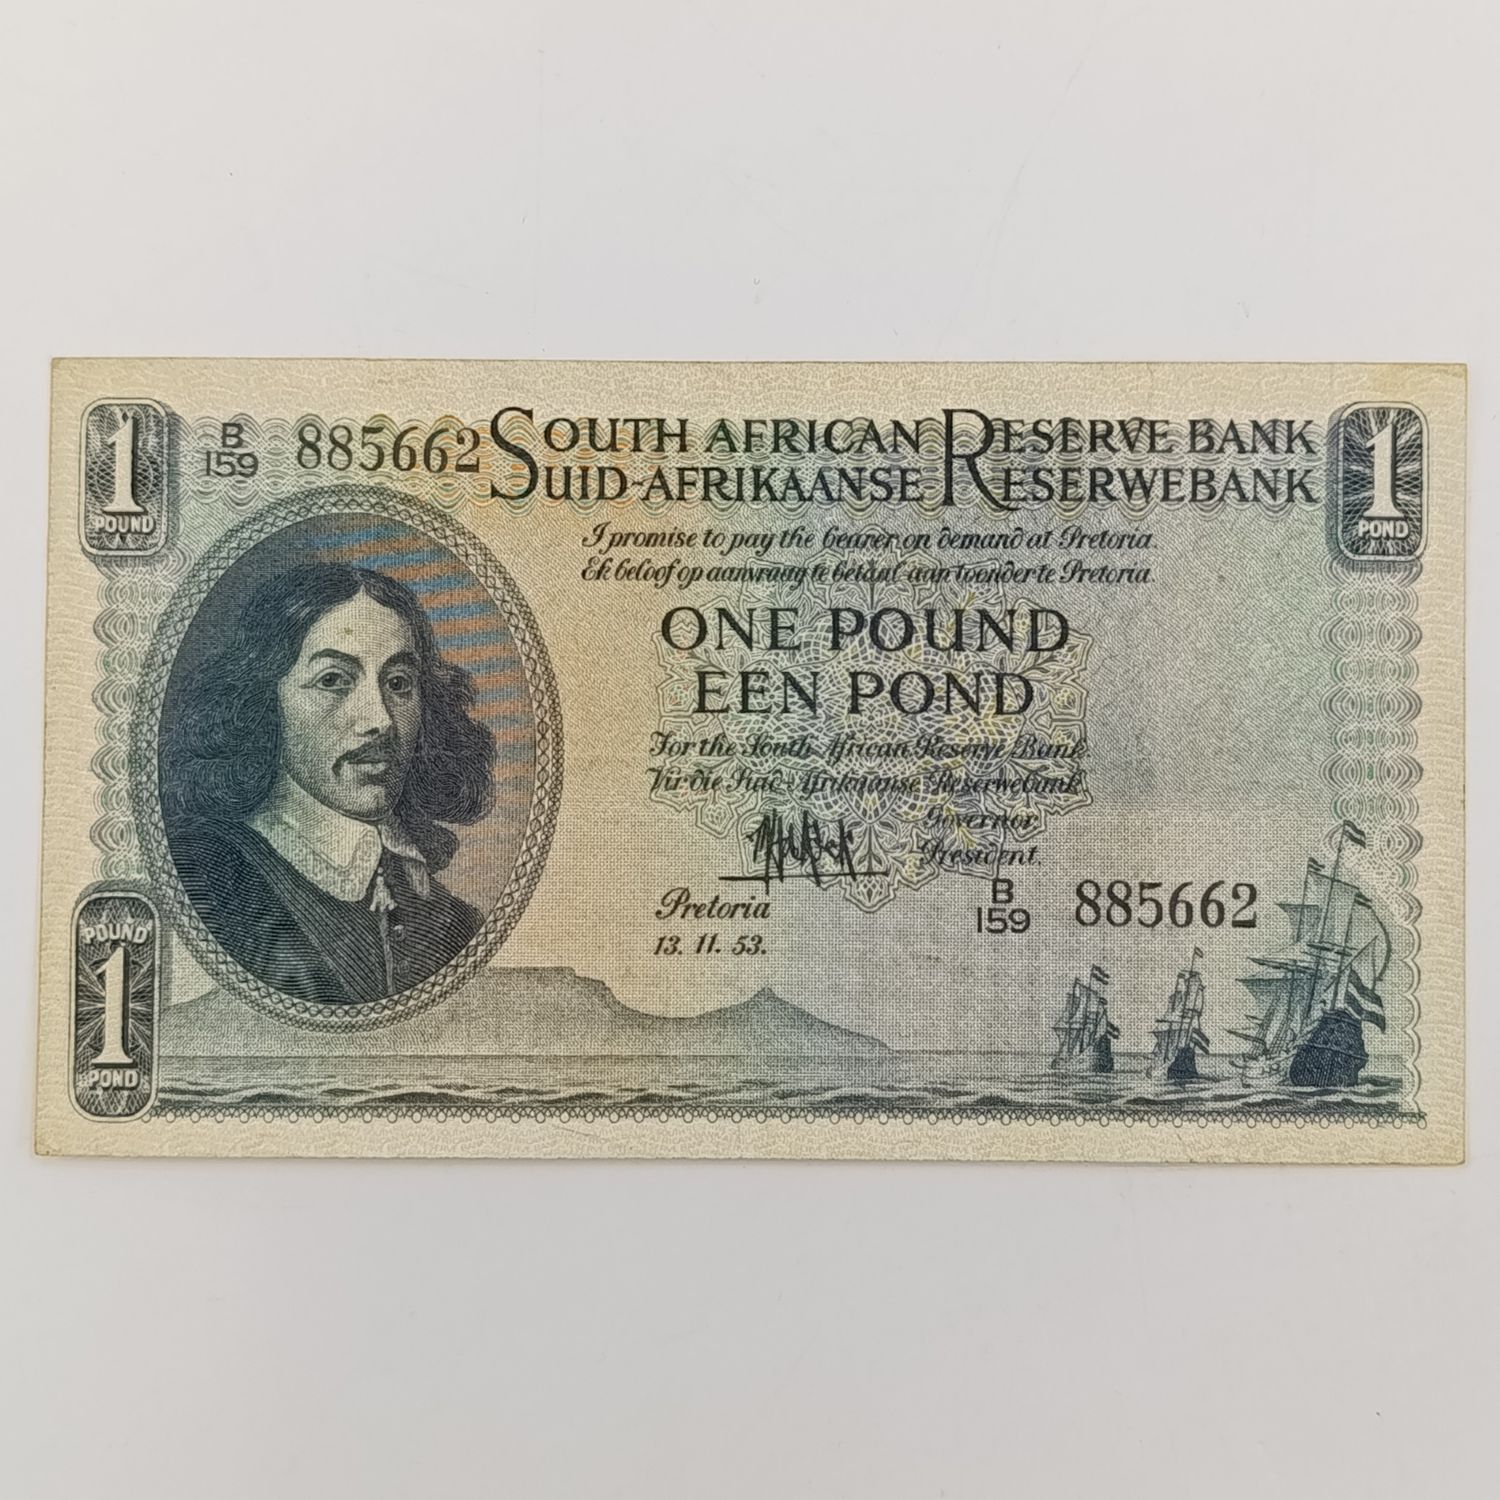 1
POUND
B
159
885662
SOUTH AFRICAN RESERVE BANK
SUID-AFRIKAANSE RESERWEBANK
1
POND
I promise to pay the bearer on demand at Pretoria.
Ek beloof op aanvraag te betaal aan toonder te Pretoria.
ONE POUND
EEN POND
For the South African Reserve Bank
Vir die Suid-Afrikaanse Reserwebank
Governor.
President.
Pretoria
13. 11. 53.
B
159
885662
POUND
1
POND